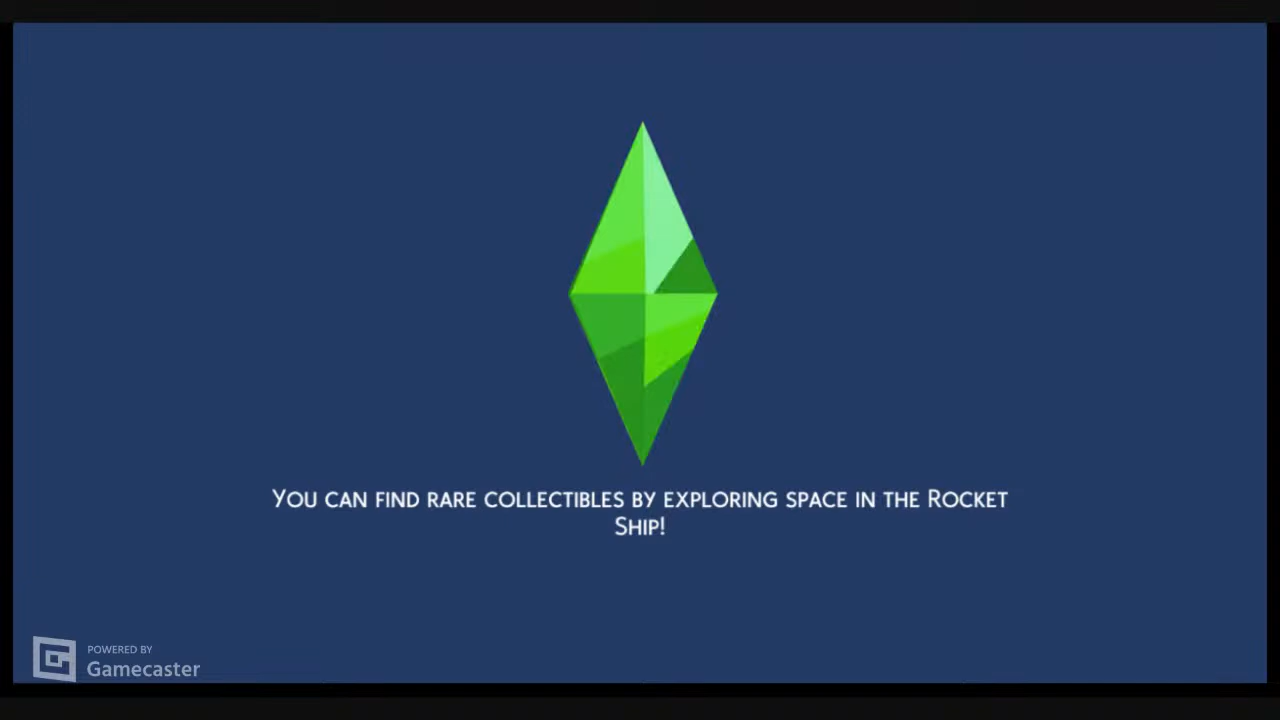 You can find rare collectibles by exploring space in the Rocket
Ship!
POWERED BY
Gamecaster